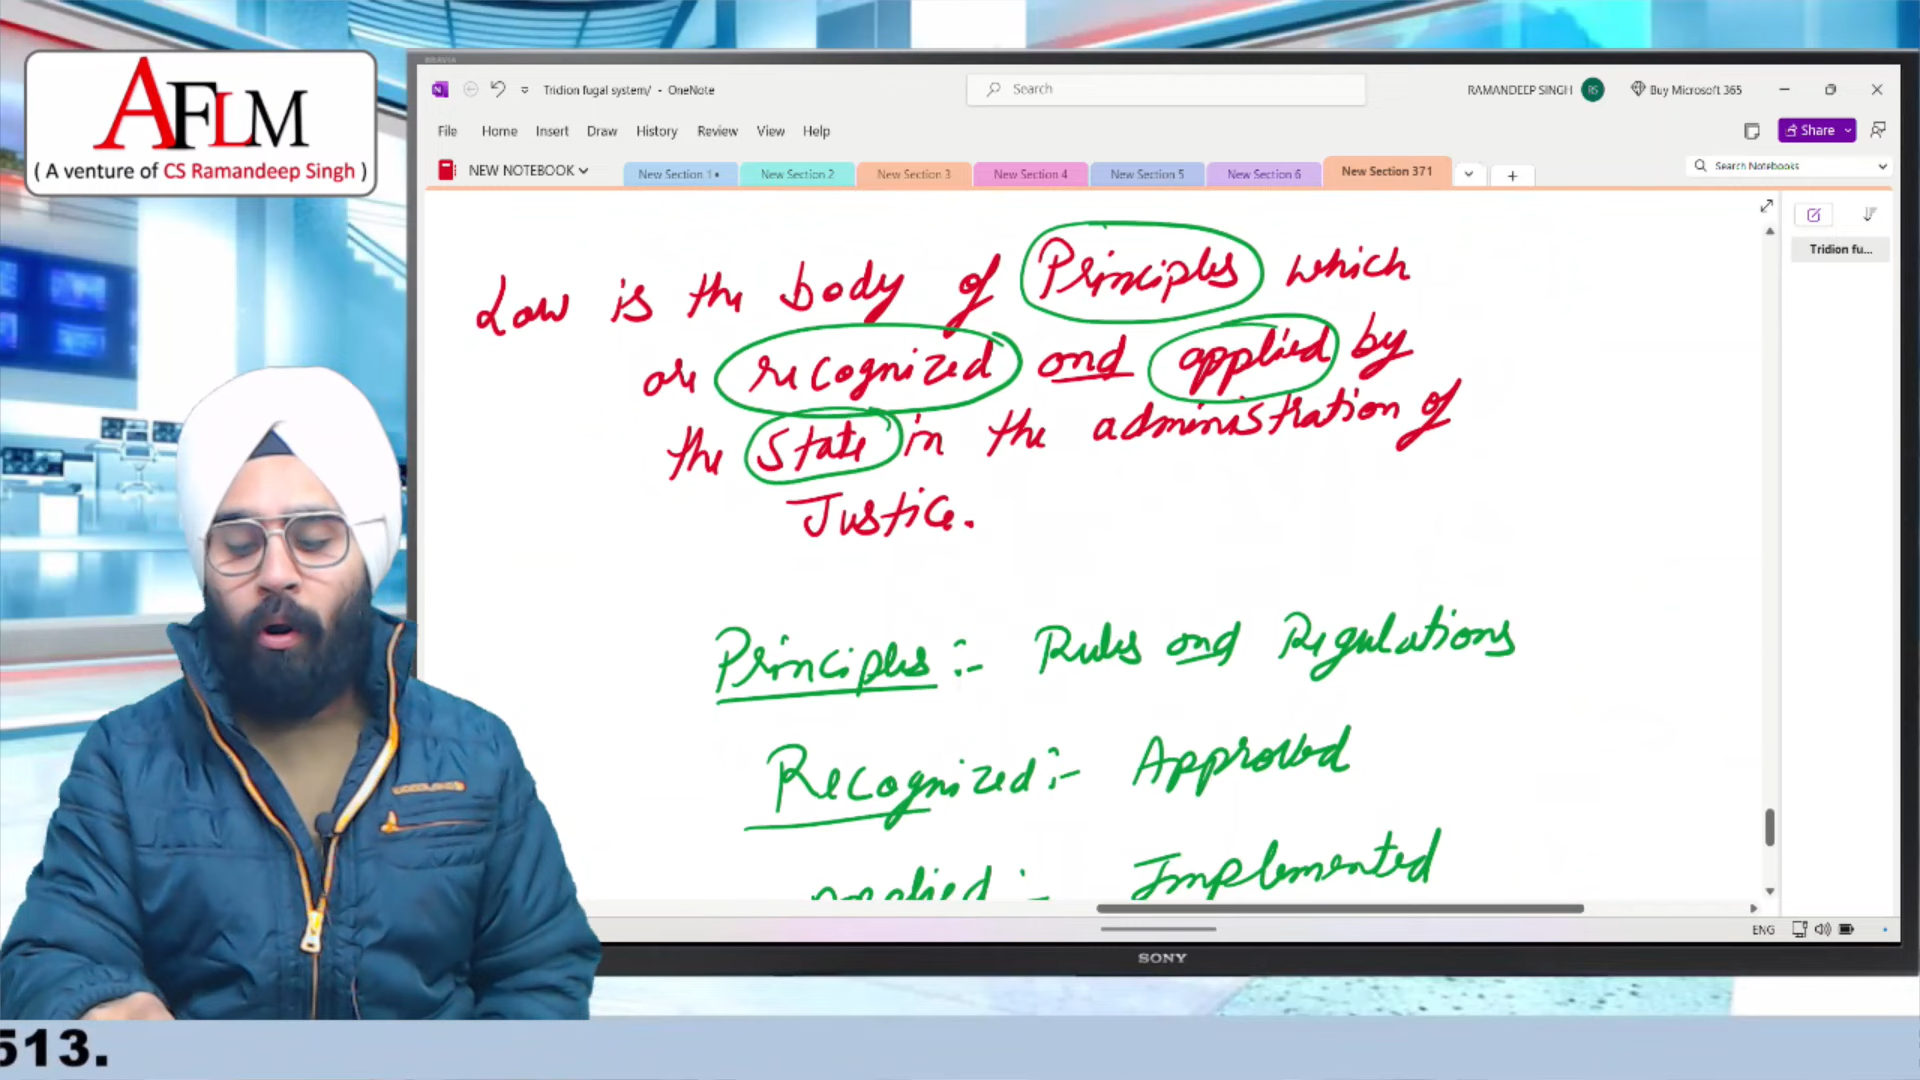 AFLM
( A venture of CS Ramandeep Singh )
BRAVIA
Tridion fugal system/ - OneNote
Search
RAMANDEEP SINGH
RS
Buy Microsoft 365
File Home Insert Draw History Review View Help
Share
NEW NOTEBOOK
New Section 1
New Section 2
New Section 3
New Section 4
New Section 5
New Section 6
New Section 371
+
Search Notebooks
Tridion fu...
Law is the body of Principles which
are recognized and applied by
the State in the administration of
Justice.
Principles :- Rules and Regulations
Recognized :- Approved
applied :- Implemented
ENG
SONY
513.